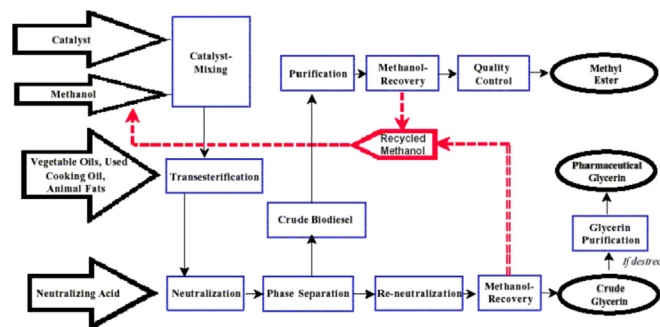 Catalyst
Catalyst-
Mixing
Purification
Methanol-
Recovery
Quality
Control
Methyl
Ester
Methanol
Recycled
Methanol
Vegetable Oils, Used
Cooking Oil,
Animal Fats
Transesterification
Pharmaceutical
Glycerin
Crude Biodiesel
Glycerin
Purification
If desired
Neutralizing Acid
Neutralization
Phase Separation
Re-neutralization
Methanol-
Recovery
Crude
Glycerin